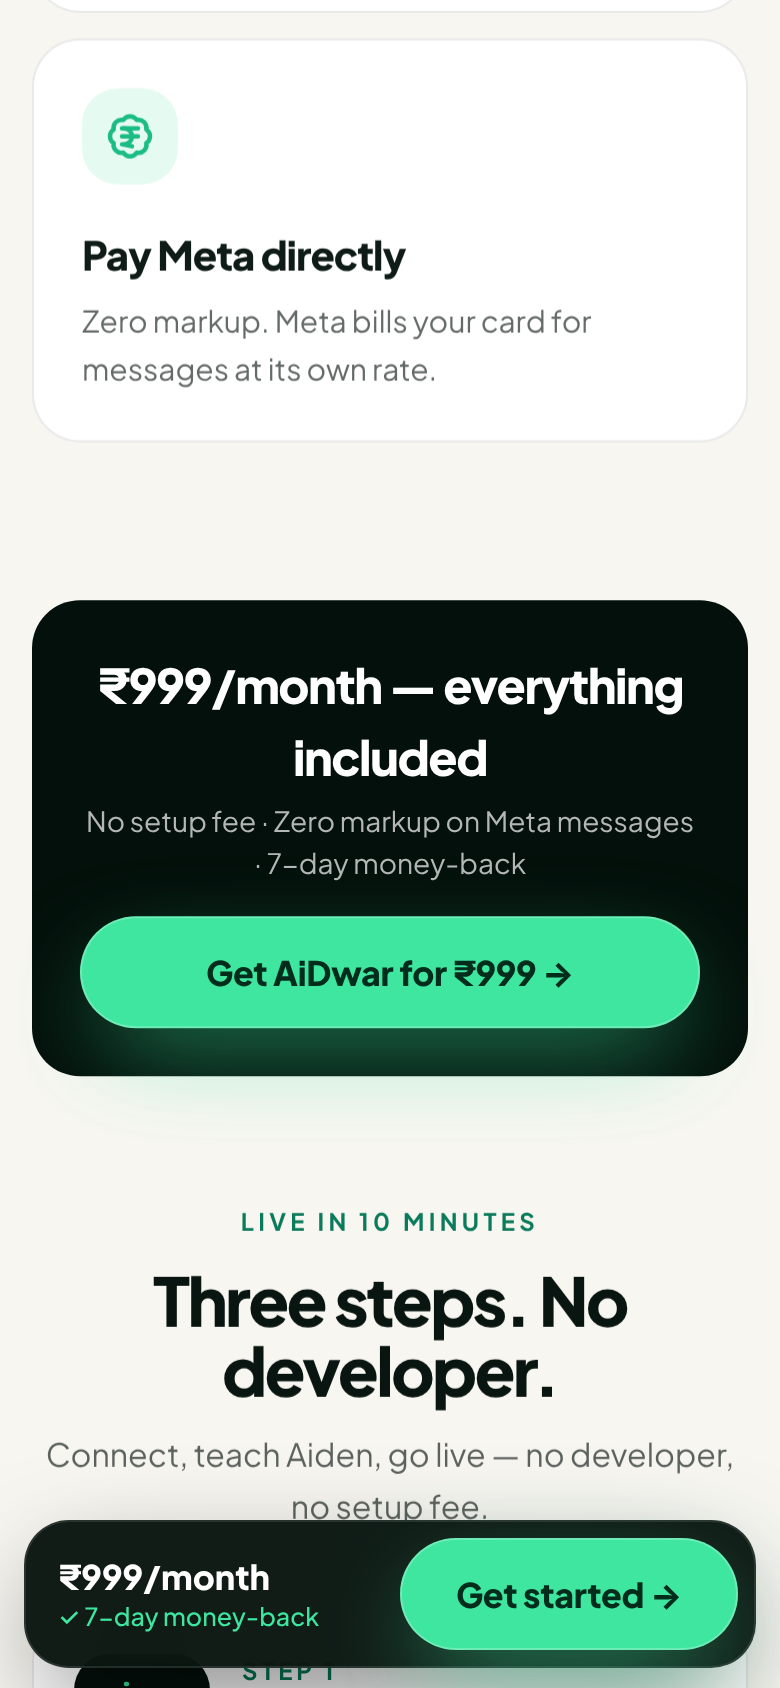 Pay Meta directly
Zero markup. Meta bills your card for
messages at its own rate.
₹999/month — everything
included
No setup fee · Zero markup on Meta messages
· 7-day money-back
Get AiDwar for ₹999 →
LIVE IN 10 MINUTES
Three steps. No
developer.
Connect, teach Aiden, go live — no developer,
no setup fee.
₹999/month
✓ 7-day money-back
Get started →
STEP 1